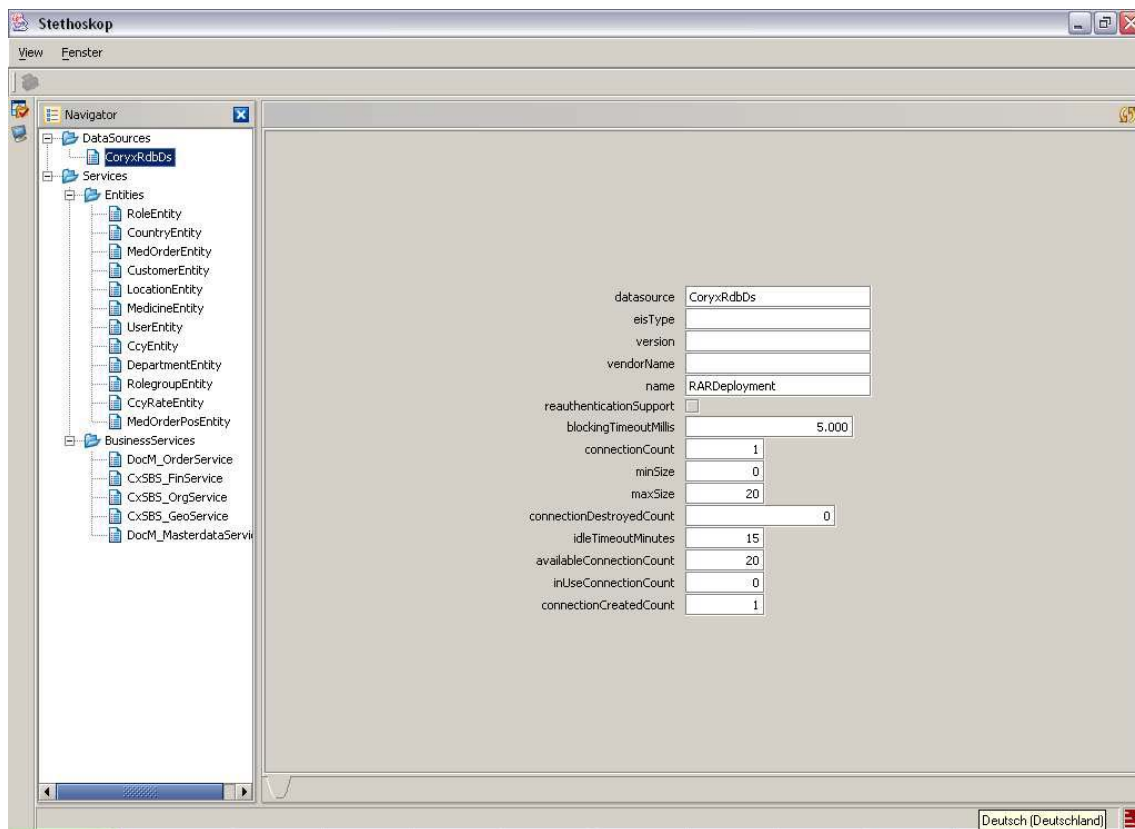 Stethoskop
View Fenster
Navigator
DataSources
CoryxRdbDs
Services
Entities
RoleEntity
CountryEntity
MedOrderEntity
CustomerEntity
LocationEntity
MedicineEntity
UserEntity
CcyEntity
DepartmentEntity
RolegroupEntity
CcyRateEntity
MedOrderPosEntity
BusinessServices
DocM_OrderService
CxSBS_FinService
CxSBS_OrgService
CxSBS_GeoService
DocM_MasterdataServi
datasource CoryxRdbDs
eisType
version
vendorName
name RARDeployment
reauthenticationSupport
blockingTimeoutMillis 5.000
connectionCount 1
minSize 0
maxSize 20
connectionDestroyedCount 0
idleTimeoutMinutes 15
availableConnectionCount 20
inUseConnectionCount 0
connectionCreatedCount 1
Deutsch (Deutschland)